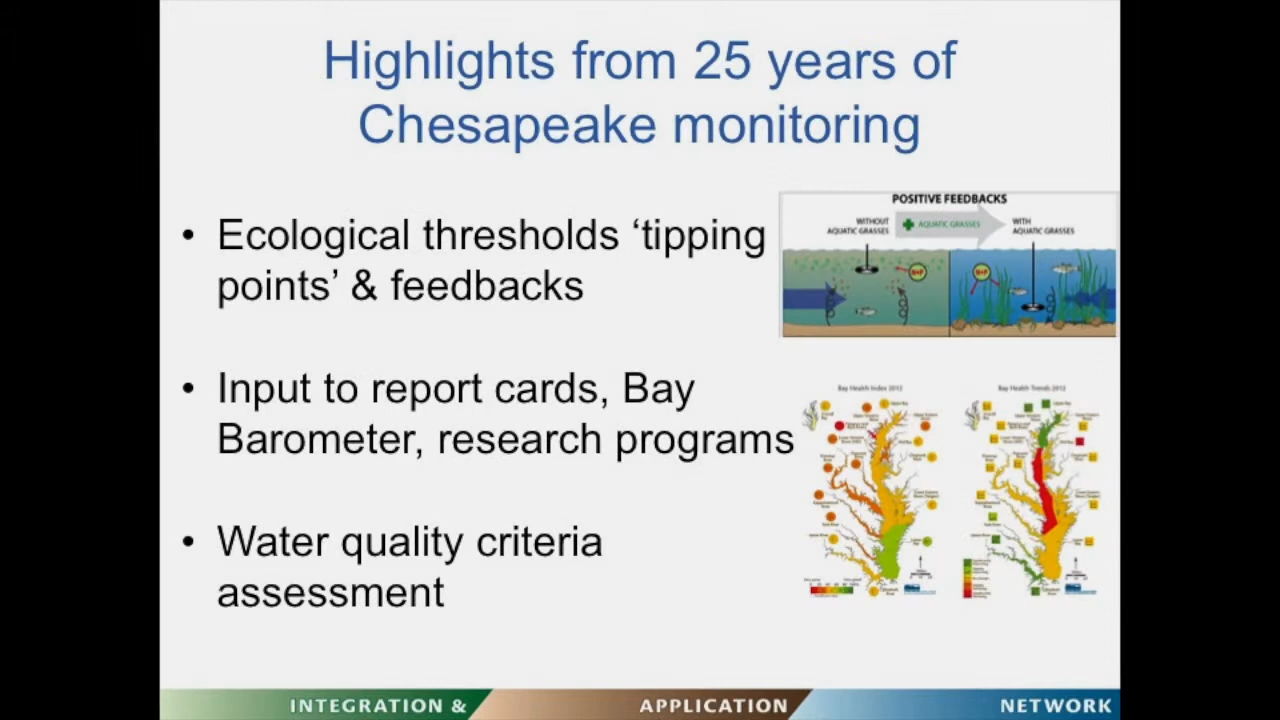 Highlights from 25 years of
Chesapeake monitoring
• Ecological thresholds ‘tipping
points’ & feedbacks
• Input to report cards, Bay
Barometer, research programs
• Water quality criteria
assessment
POSITIVE FEEDBACKS
WITHOUT
AQUATIC GRASSES
AQUATIC GRASSES
WITH
AQUATIC GRASSES
N+P
N+P
Bay Health Index 2012
Bay Health Trends 2012
INTEGRATION &
APPLICATION
NETWORK